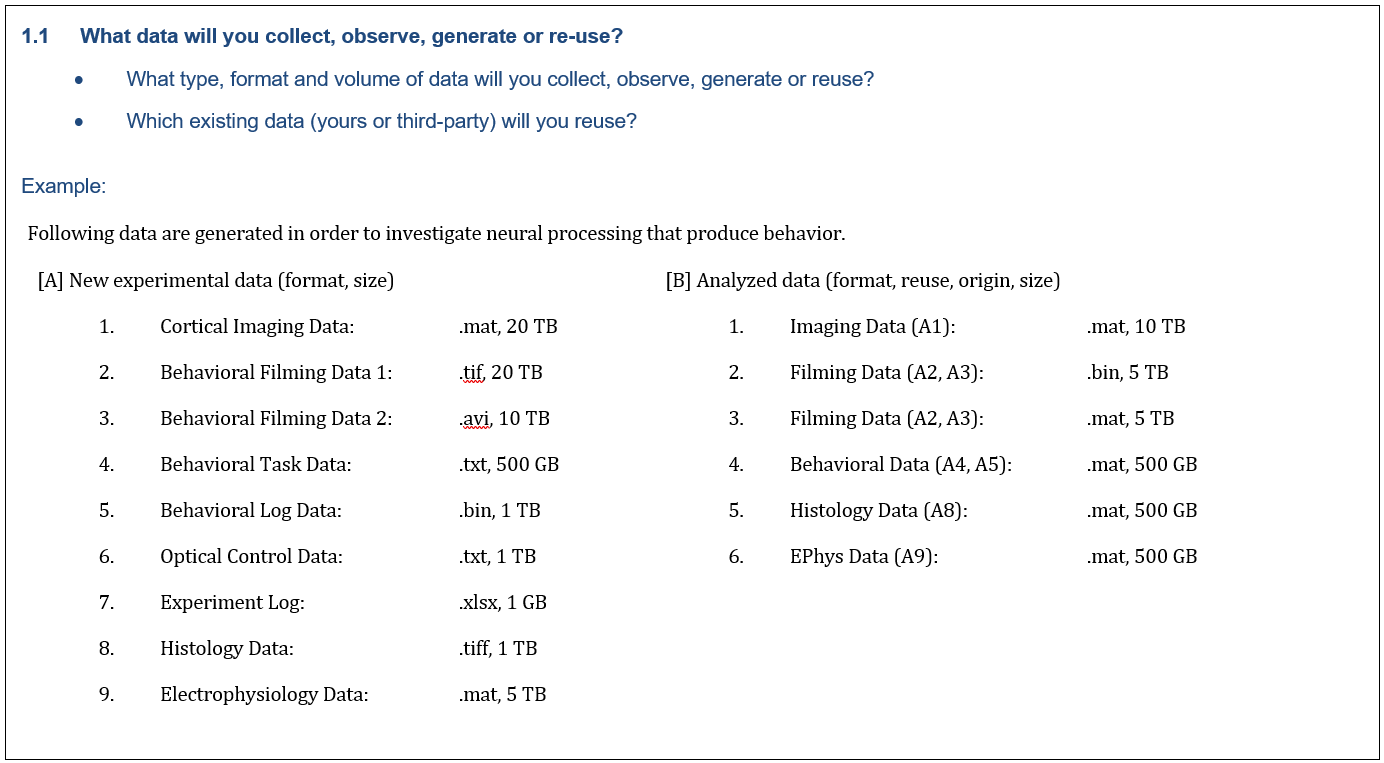 1.1 What data will you collect, observe, generate or re-use?
• What type, format and volume of data will you collect, observe, generate or reuse?
• Which existing data (yours or third-party) will you reuse?
Example:
Following data are generated in order to investigate neural processing that produce behavior.
[A] New experimental data (format, size)
1. Cortical Imaging Data: .mat, 20 TB
2. Behavioral Filming Data 1: .tif, 20 TB
3. Behavioral Filming Data 2: .avi, 10 TB
4. Behavioral Task Data: .txt, 500 GB
5. Behavioral Log Data: .bin, 1 TB
6. Optical Control Data: .txt, 1 TB
7. Experiment Log: .xlsx, 1 GB
8. Histology Data: .tiff, 1 TB
9. Electrophysiology Data: .mat, 5 TB
[B] Analyzed data (format, reuse, origin, size)
1. Imaging Data (A1): .mat, 10 TB
2. Filming Data (A2, A3): .bin, 5 TB
3. Filming Data (A2, A3): .mat, 5 TB
4. Behavioral Data (A4, A5): .mat, 500 GB
5. Histology Data (A8): .mat, 500 GB
6. EPhys Data (A9): .mat, 500 GB